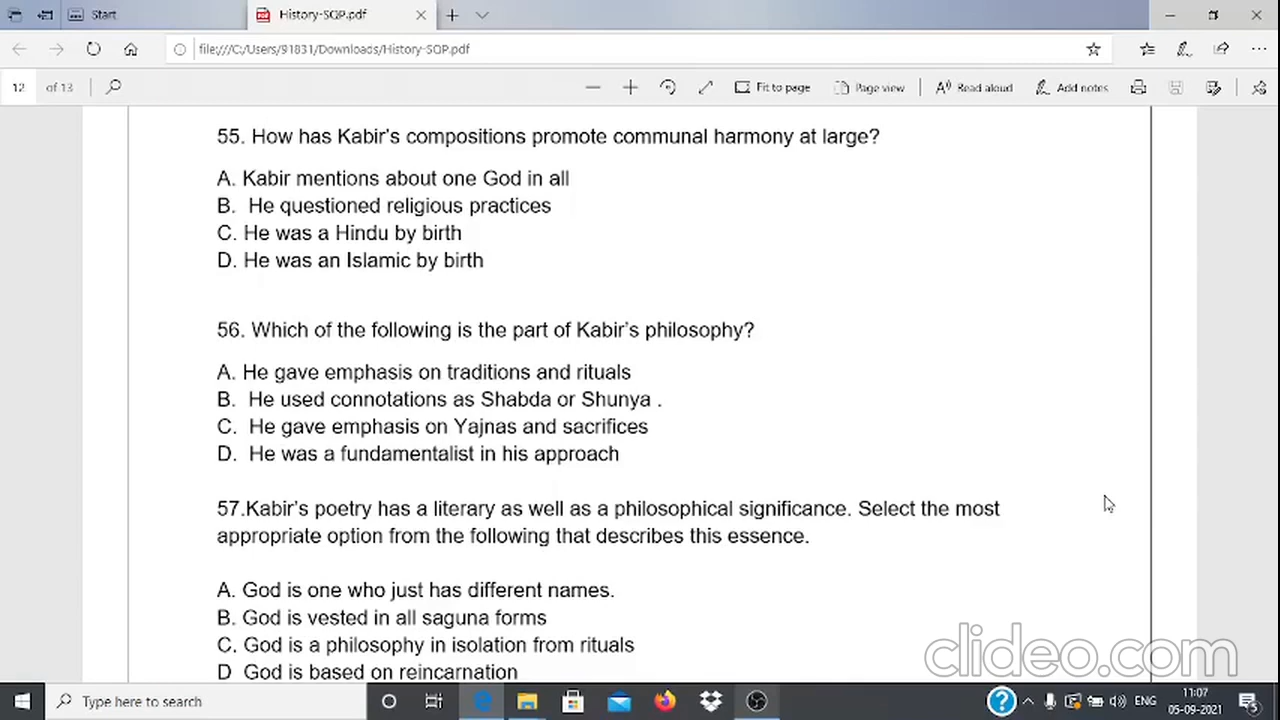 Start
History-SQP.pdf
file:///C:/Users/91831/Downloads/History-SQP.pdf
12 of 13
Fit to page
Page view
Read aloud
Add notes
55. How has Kabir's compositions promote communal harmony at large?
A. Kabir mentions about one God in all
B. He questioned religious practices
C. He was a Hindu by birth
D. He was an Islamic by birth
56. Which of the following is the part of Kabir's philosophy?
A. He gave emphasis on traditions and rituals
B. He used connotations as Shabda or Shunya .
C. He gave emphasis on Yajnas and sacrifices
D. He was a fundamentalist in his approach
57.Kabir's poetry has a literary as well as a philosophical significance. Select the most
appropriate option from the following that describes this essence.
A. God is one who just has different names.
B. God is vested in all saguna forms
C. God is a philosophy in isolation from rituals
D God is based on reincarnation
clideo.com
Type here to search
ENG
11:07
05-09-2021
5